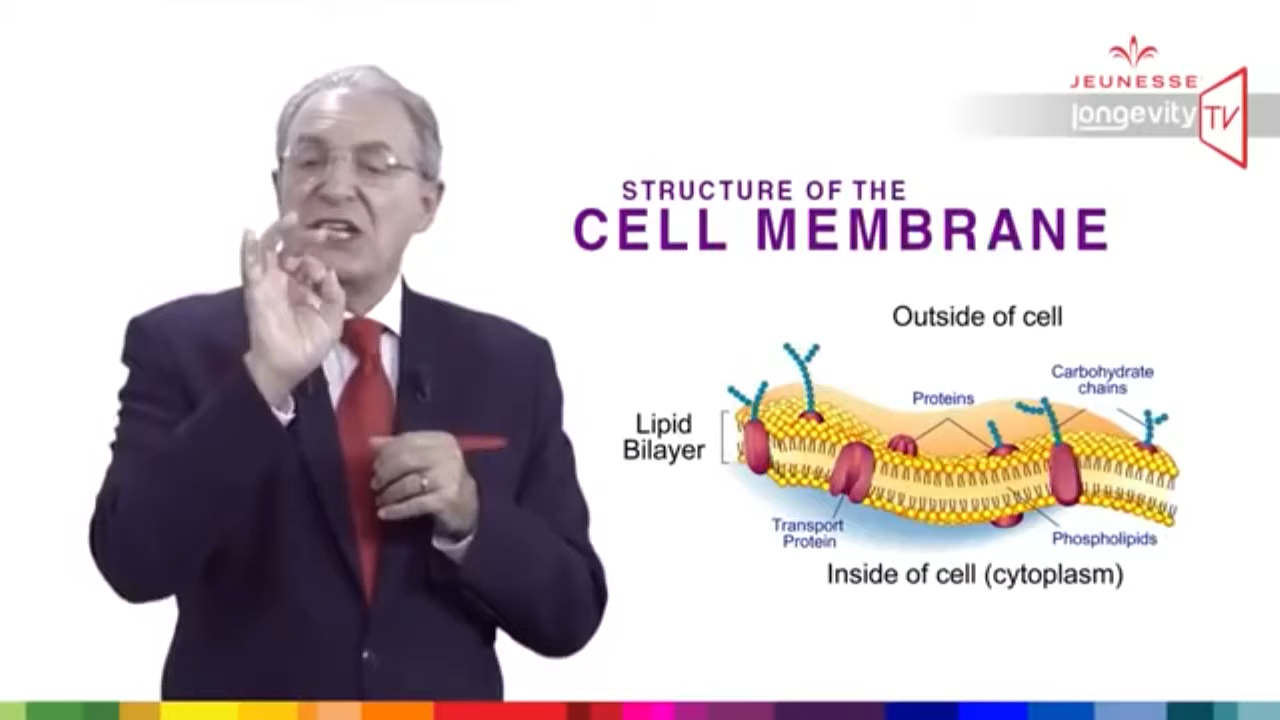 JEUNESSE
longevity TV
STRUCTURE OF THE
CELL MEMBRANE
Outside of cell
Carbohydrate
chains
Proteins
Lipid
Bilayer
Transport
Protein
Phospholipids
Inside of cell (cytoplasm)